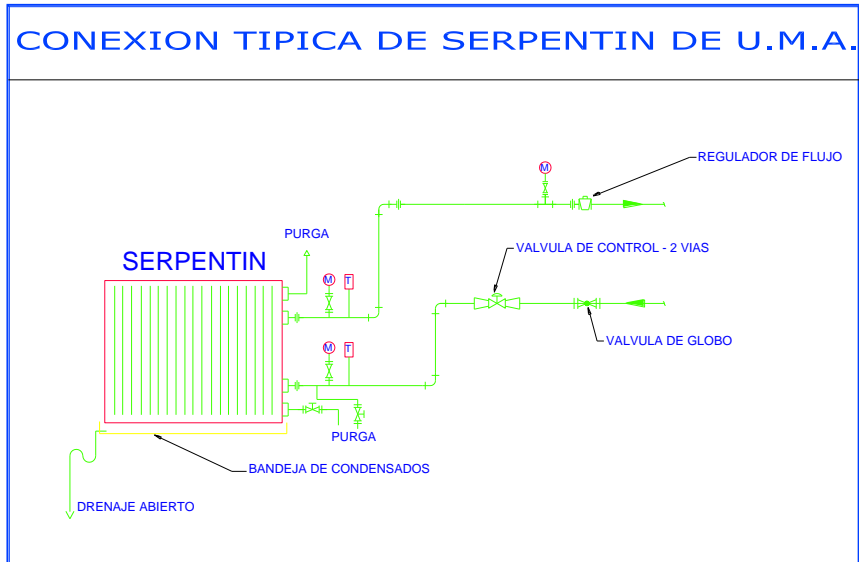 CONEXION TIPICA DE SERPENTIN DE U.M.A.
M
REGULADOR DE FLUJO
PURGA
VALVULA DE CONTROL - 2 VIAS
SERPENTIN
M
T
VALVULA DE GLOBO
M
T
PURGA
BANDEJA DE CONDENSADOS
DRENAJE ABIERTO